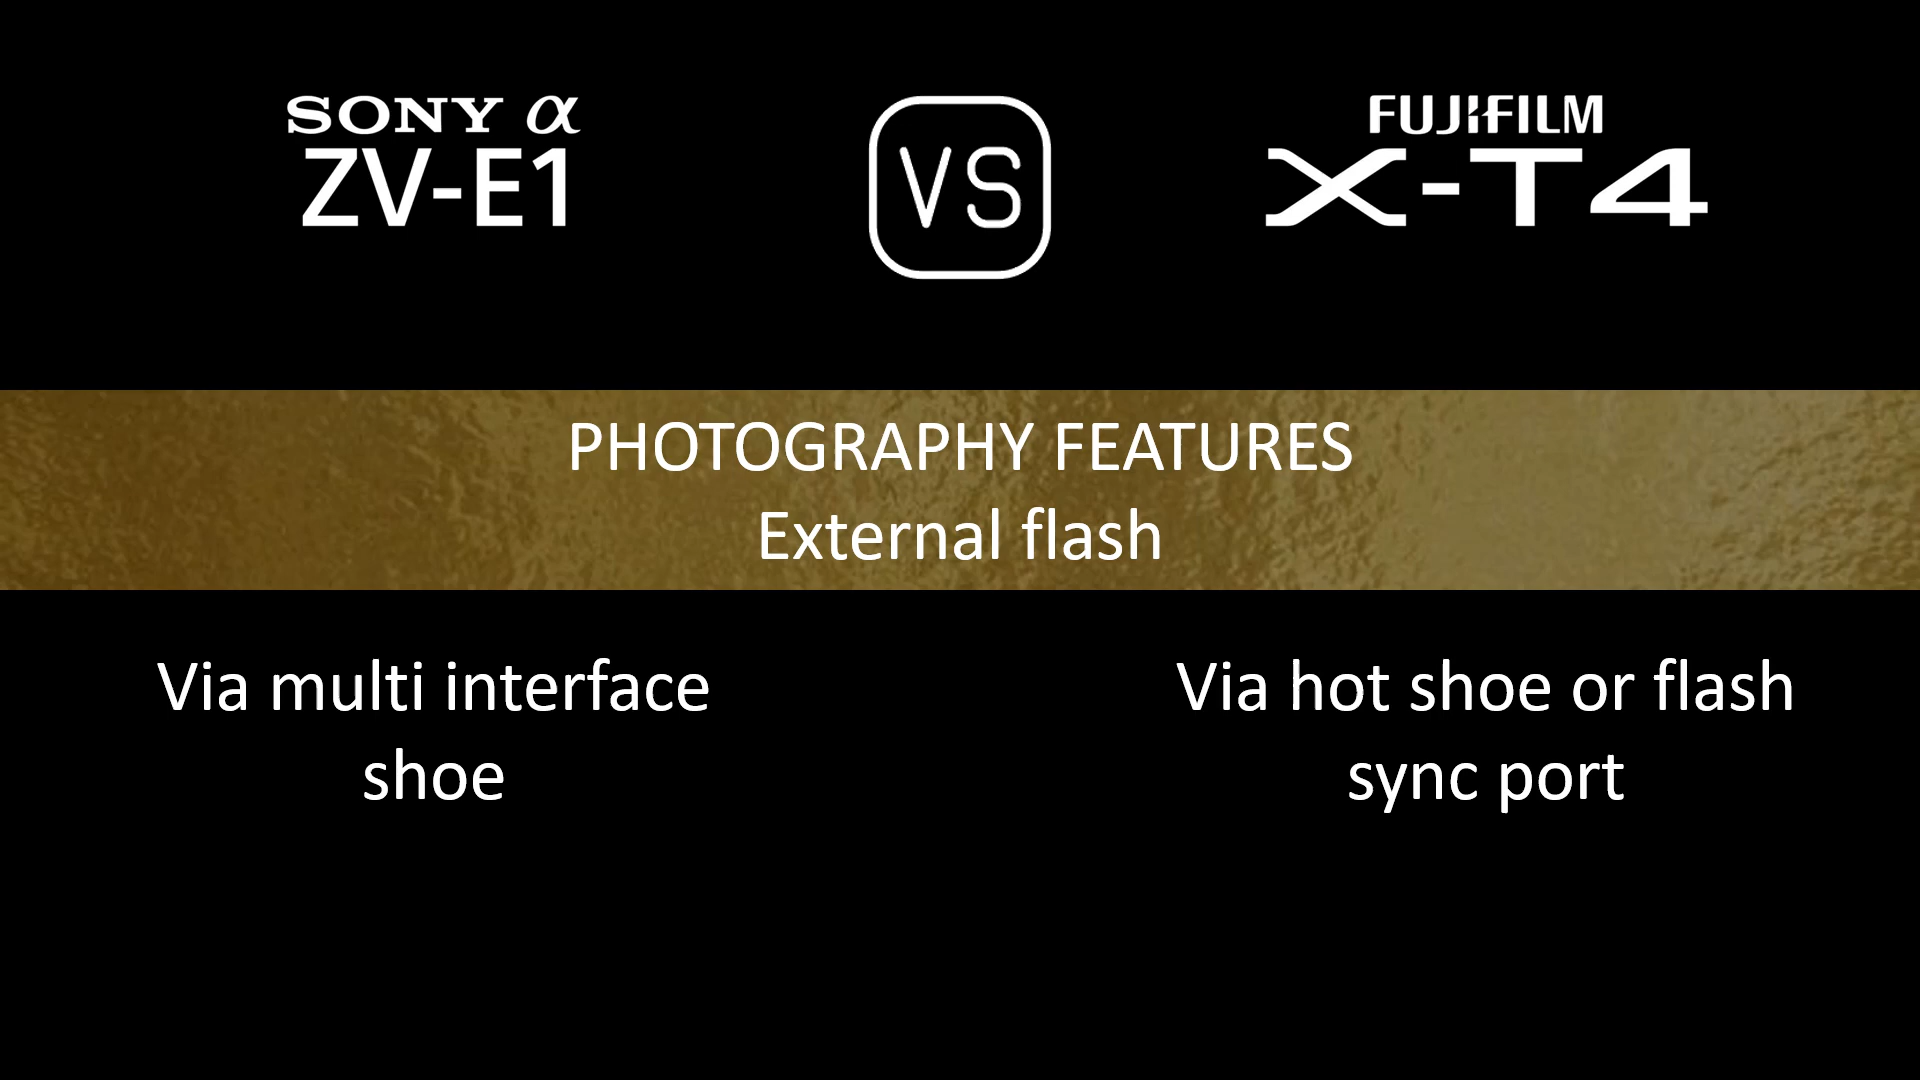 SONY α
ZV-E1
VS
FUJIFILM
X-T4
PHOTOGRAPHY FEATURES
External flash
Via multi interface
shoe
Via hot shoe or flash
sync port